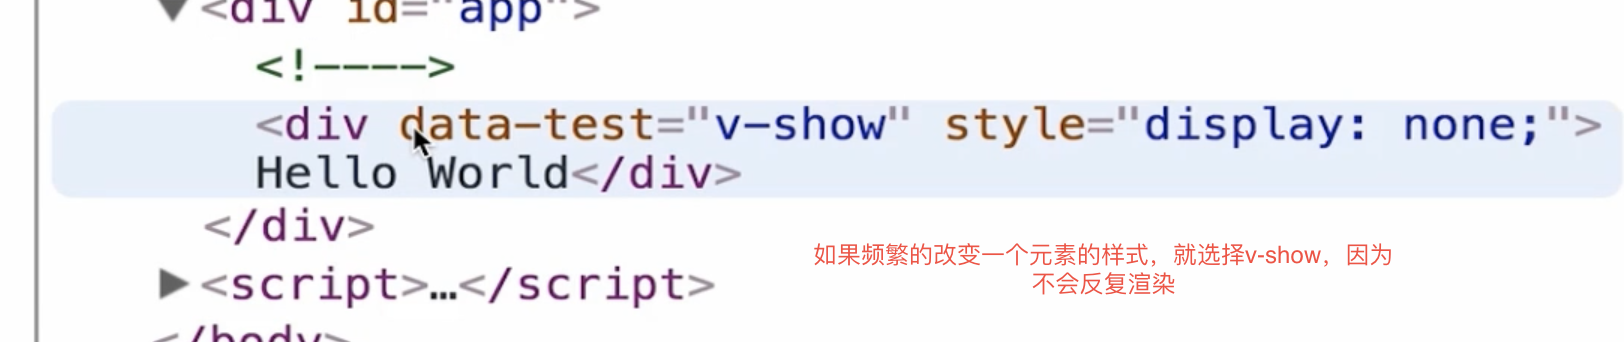 ▼<div id="app">
<!---->
<div data-test="v-show" style="display: none;">
Hello World</div>
</div>
如果频繁的改变一个元素的样式，就选择v-show，因为
不会反复渲染
▶<script>…</script>
</body>